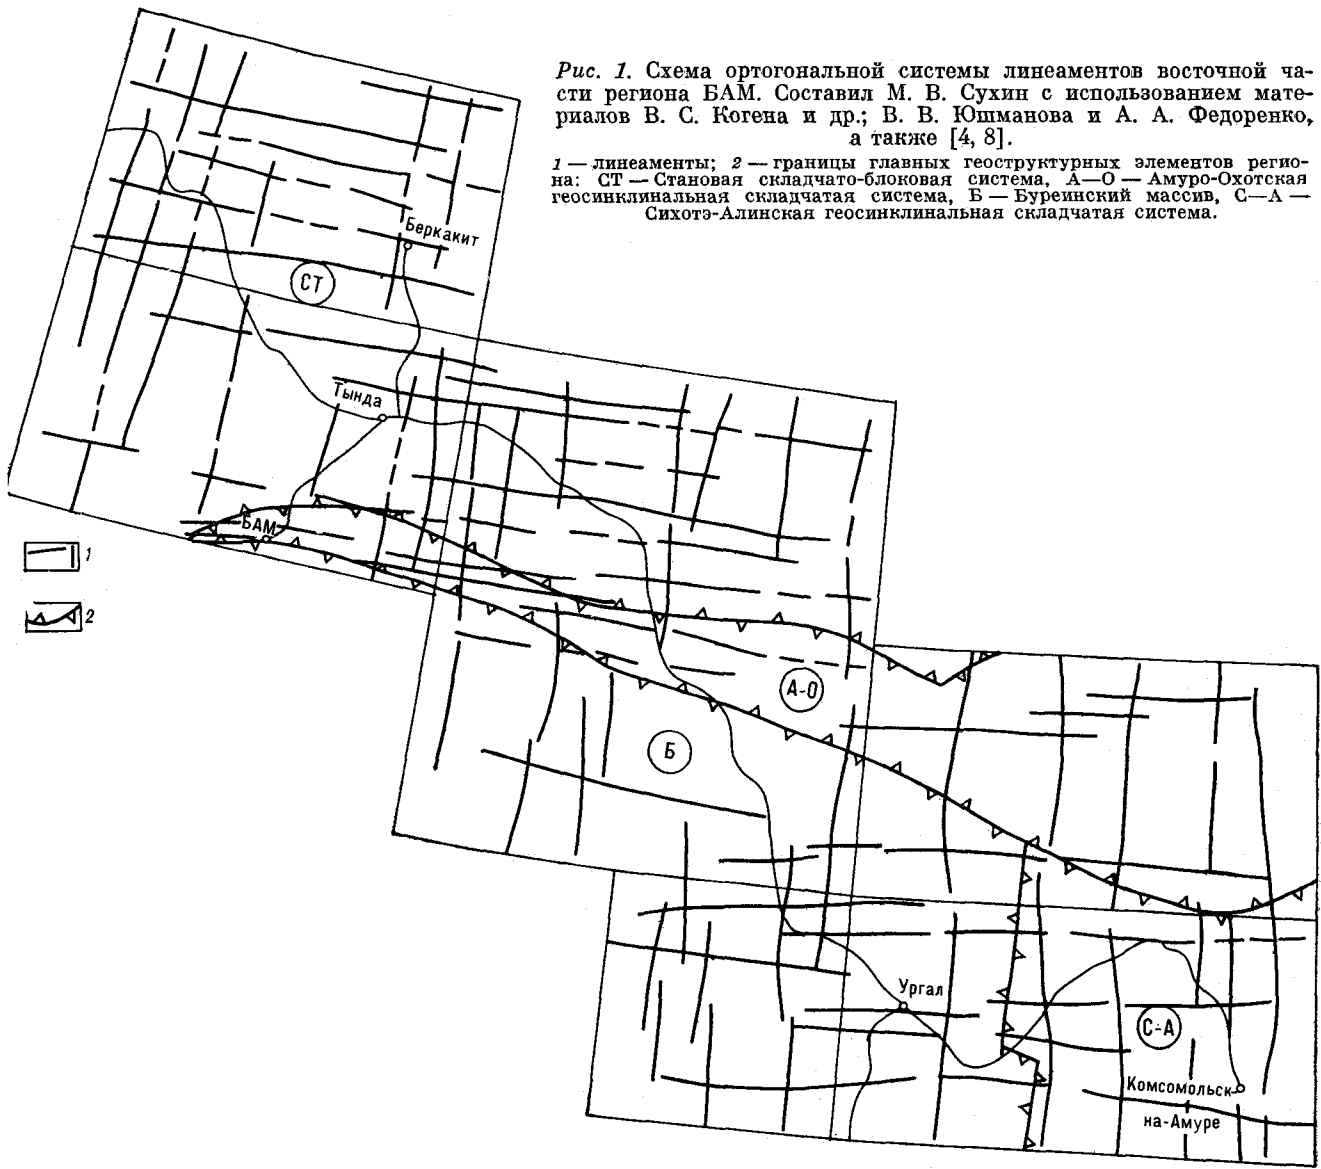 Рис. 1. Схема ортогональной системы линеаментов восточной ча-
сти региона БАМ. Составил М. В. Сухин с использованием мате-
риалов В. С. Когена и др.; В. В. Юшманова и А. А. Федоренко,
а также [4, 8].
1 — линеаменты; 2 — границы главных геоструктурных элементов регио-
на: СТ — Становая складчато-блоковая система, А—О — Амуро-Охотская
геосинклинальная складчатая система, Б — Буреинский массив, С—А —
Сихотэ-Алинская геосинклинальная складчатая система.
Беркакит
СТ
Тында
БАМ
1
2
А-О
Б
Ургал
С-А
Комсомольск-
на-Амуре